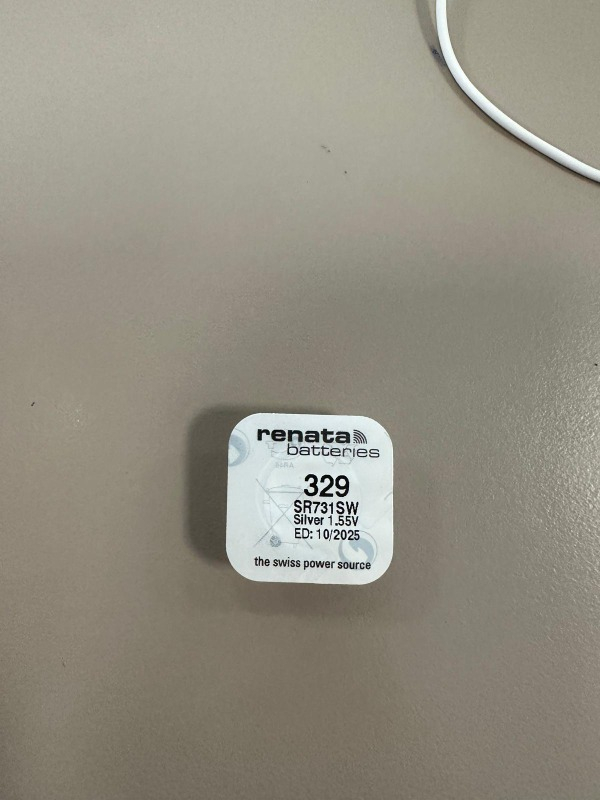 renata
batteries
329
SR731SW
Silver 1.55V
ED: 10/2025
the swiss power source